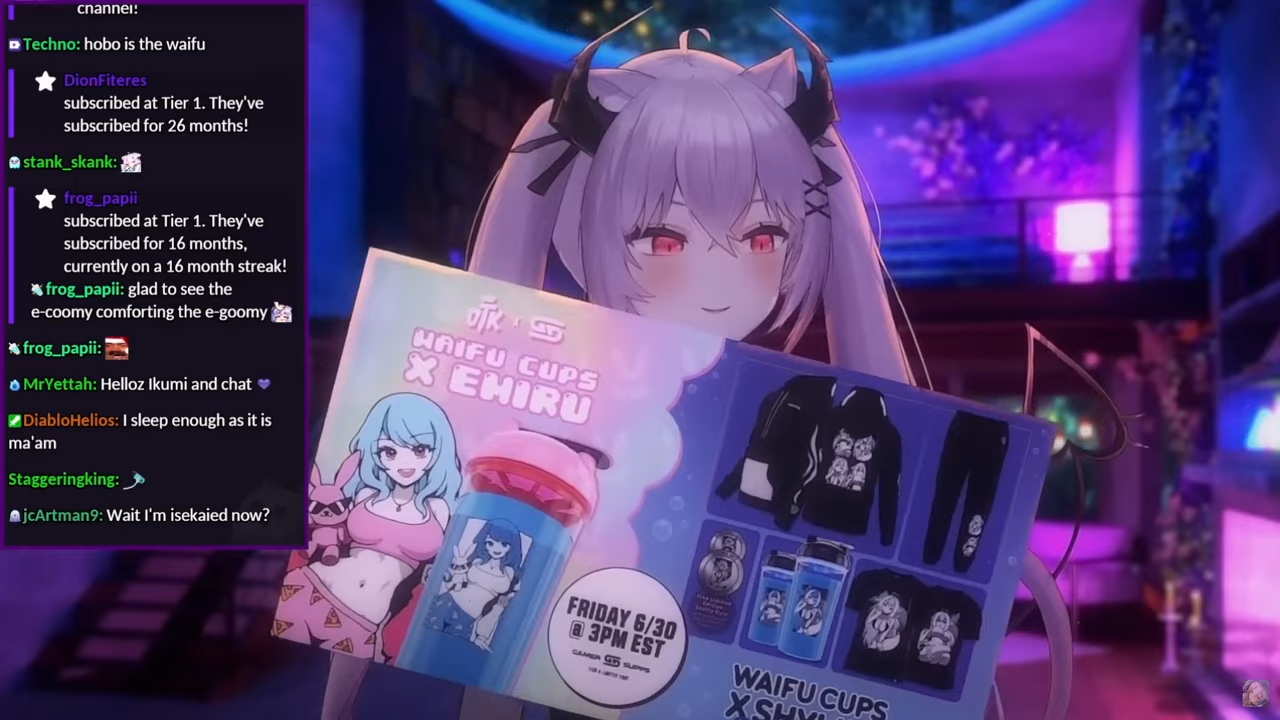 channel!
Techno: hobo is the waifu
DionFiteres
subscribed at Tier 1. They've
subscribed for 26 months!
stank_skank:
frog_papii
subscribed at Tier 1. They've
subscribed for 16 months,
currently on a 16 month streak!
frog_papii: glad to see the
e-coomy comforting the e-goomy
frog_papii:
MrYettah: Helloz Ikumi and chat
DiabloHelios: I sleep enough as it is
ma'am
Staggeringking:
jcArtman9: Wait I'm isekaied now?
OTK x
WAIFU CUPS
X EMIRU
FRIDAY 6/30
@ 3PM EST
GAMER SUPPS
WAIFU CUPS